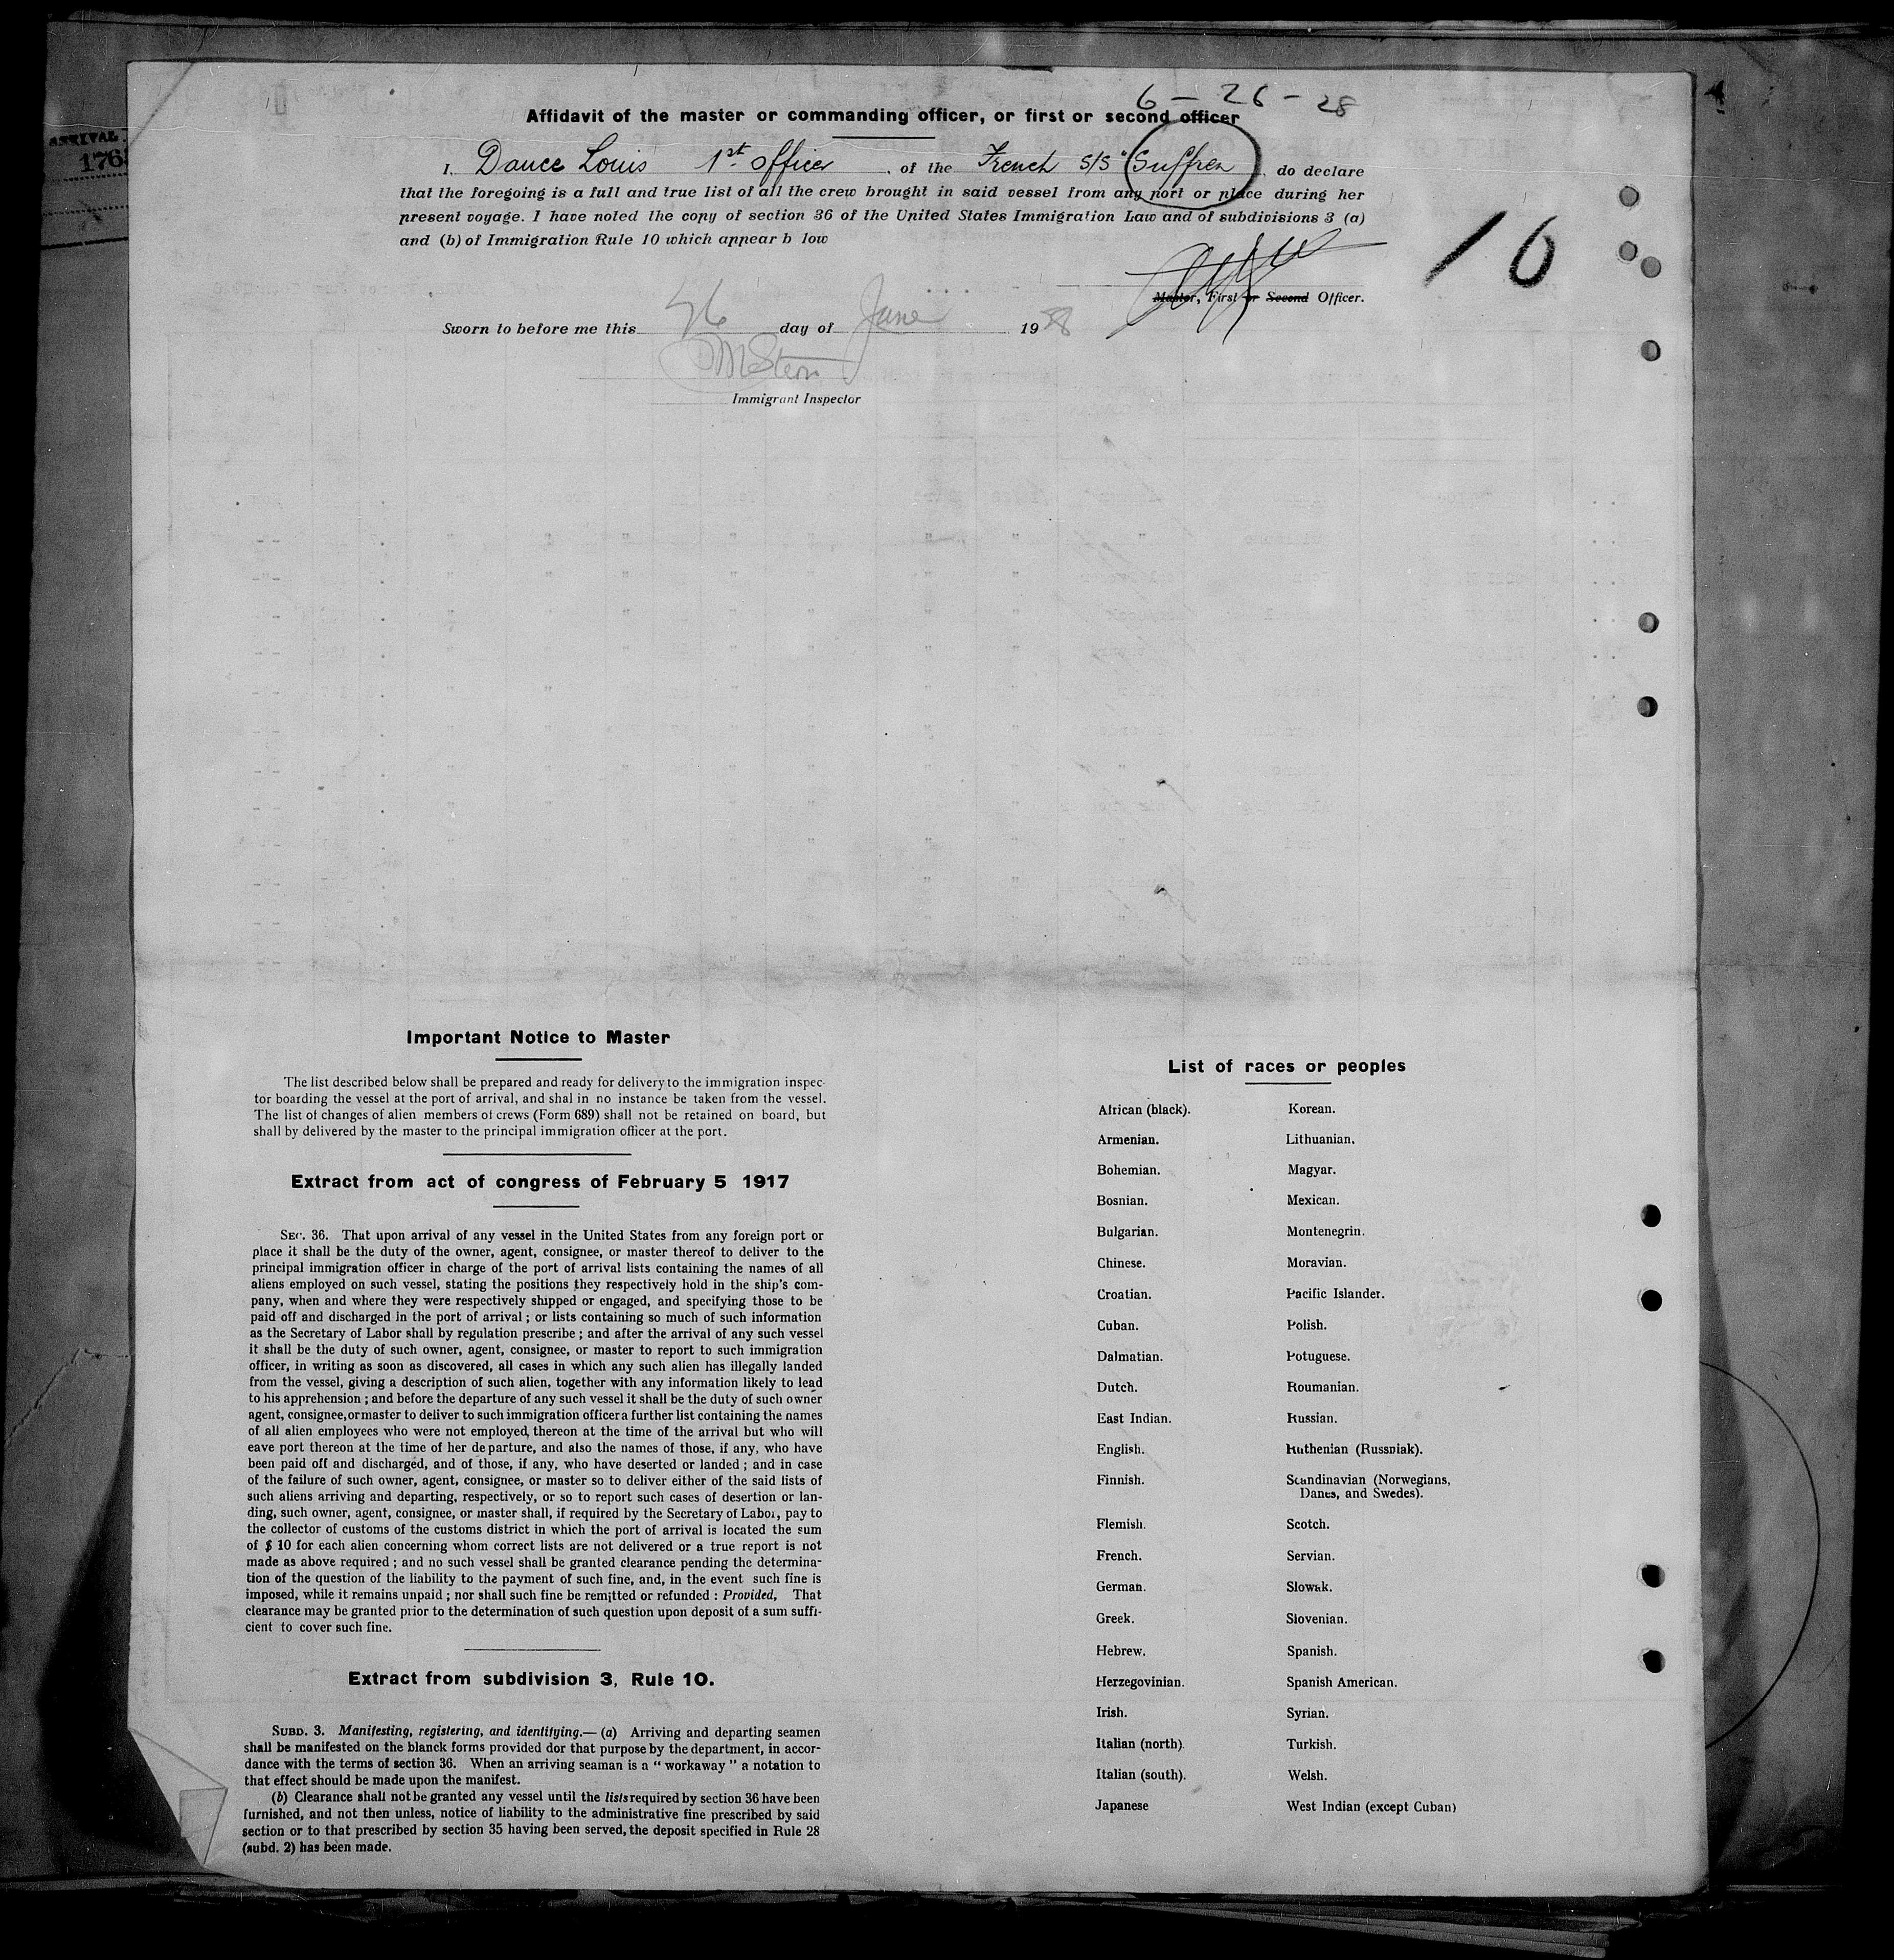 ARRIVAL
176
6 - 26 - 28
Affidavit of the master or commanding officer, or first or second officer
I, Dance Louis 1st officer, of the French S/S "Suffren, do declare
that the foregoing is a full and true list of all the crew brought in said vessel from any port or place during her
present voyage. I have noted the copy of section 36 of the United States Immigration Law and of subdivisions 3 (a)
and (b) of Immigration Rule 10 which appear b low
16
Master, First or Second Officer.
Sworn to before me this 26 day of June 1928
Immigrant Inspector
Important Notice to Master
The list described below shall be prepared and ready for delivery to the immigration inspec-
tor boarding the vessel at the port of arrival, and shal in no instance be taken from the vessel.
The list of changes of alien members of crews (Form 689) shall not be retained on board, but
shall by delivered by the master to the principal immigration officer at the port.
Extract from act of congress of February 5 1917
SEC. 36. That upon arrival of any vessel in the United States from any foreign port or
place it shall be the duty of the owner, agent, consignee, or master thereof to deliver to the
principal immigration officer in charge of the port of arrival lists containing the names of all
aliens employed on such vessel, stating the positions they respectively hold in the ship's com-
pany, when and where they were respectively shipped or engaged, and specifying those to be
paid off and discharged in the port of arrival ; or lists containing so much of such information
as the Secretary of Labor shall by regulation prescribe ; and after the arrival of any such vessel
it shall be the duty of such owner, agent, consignee, or master to report to such immigration
officer, in writing as soon as discovered, all cases in which any such alien has illegally landed
from the vessel, giving a description of such alien, together with any information likely to lead
to his apprehension ; and before the departure of any such vessel it shall be the duty of such owner
agent, consignee, or master to deliver to such immigration officer a further list containing the names
of all alien employees who were not employed, thereon at the time of the arrival but who will
eave port thereon at the time of her departure, and also the names of those, if any, who have
been paid off and discharged, and of those, if any, who have deserted or landed ; and in case
of the failure of such owner, agent, consignee, or master so to deliver either of the said lists of
such aliens arriving and departing, respectively, or so to report such cases of desertion or lan-
ding, such owner, agent, consignee, or master shall, if required by the Secretary of Labor, pay to
the collector of customs of the customs district in which the port of arrival is located the sum
of $ 10 for each alien concerning whom correct lists are not delivered or a true report is not
made as above required ; and no such vessel shall be granted clearance pending the determina-
tion of the question of the liability to the payment of such fine, and, in the event such fine is
imposed, while it remains unpaid ; nor shall such fine be remitted or refunded : Provided, That
clearance may be granted prior to the determination of such question upon deposit of a sum suffi-
cient to cover such fine.
Extract from subdivision 3, Rule 10.
SUBD. 3. Manifesting, registering, and identifying.— (a) Arriving and departing seamen
shall be manifested on the blanck forms provided dor that purpose by the department, in accor-
dance with the terms of section 36. When an arriving seaman is a " workaway " a notation to
that effect should be made upon the manifest.
(b) Clearance shall not be granted any vessel until the lists required by section 36 have been
furnished, and not then unless, notice of liability to the administrative fine prescribed by said
section or to that prescribed by section 35 having been served, the deposit specified in Rule 28
(subd. 2) has been made.
List of races or peoples
African (black). Korean.
Armenian. Lithuanian.
Bohemian. Magyar.
Bosnian. Mexican.
Bulgarian. Montenegrin.
Chinese. Moravian.
Croatian. Pacific Islander.
Cuban. Polish.
Dalmatian. Potuguese.
Dutch. Roumanian.
East Indian. Russian.
English. Ruthenian (Russniak).
Finnish. Scandinavian (Norwegians,
Danes, and Swedes).
Flemish. Scotch.
French. Servian.
German. Slowak.
Greek. Slovenian.
Hebrew. Spanish.
Herzegovinian. Spanish American.
Irish. Syrian.
Italian (north). Turkish.
Italian (south). Welsh.
Japanese West Indian (except Cuban)